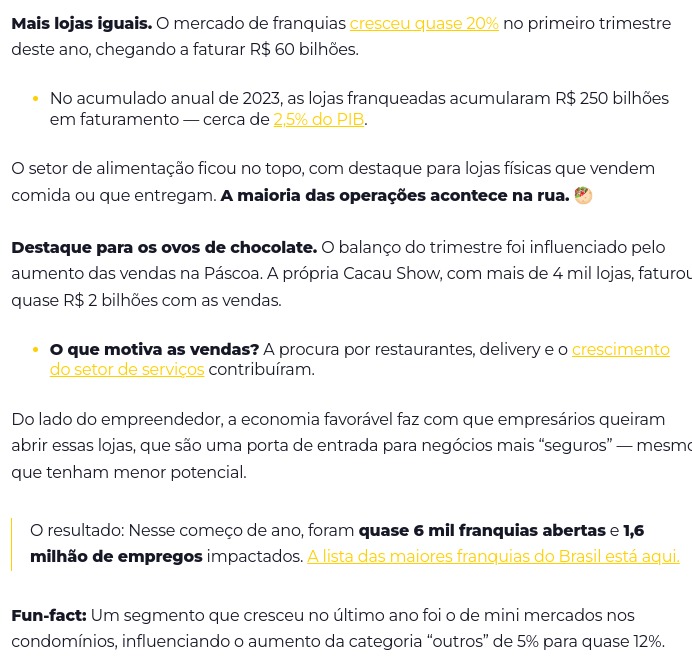 Mais lojas iguais. O mercado de franquias cresceu quase 20% no primeiro trimestre
deste ano, chegando a faturar R$ 60 bilhões.
• No acumulado anual de 2023, as lojas franqueadas acumularam R$ 250 bilhões
em faturamento — cerca de 2,5% do PIB.
O setor de alimentação ficou no topo, com destaque para lojas físicas que vendem
comida ou que entregam. A maioria das operações acontece na rua. 🥙
Destaque para os ovos de chocolate. O balanço do trimestre foi influenciado pelo
aumento das vendas na Páscoa. A própria Cacau Show, com mais de 4 mil lojas, faturou
quase R$ 2 bilhões com as vendas.
• O que motiva as vendas? A procura por restaurantes, delivery e o crescimento
do setor de serviços contribuíram.
Do lado do empreendedor, a economia favorável faz com que empresários queiram
abrir essas lojas, que são uma porta de entrada para negócios mais “seguros” — mesmo
que tenham menor potencial.
O resultado: Nesse começo de ano, foram quase 6 mil franquias abertas e 1,6
milhão de empregos impactados. A lista das maiores franquias do Brasil está aqui.
Fun-fact: Um segmento que cresceu no último ano foi o de mini mercados nos
condomínios, influenciando o aumento da categoria “outros” de 5% para quase 12%.